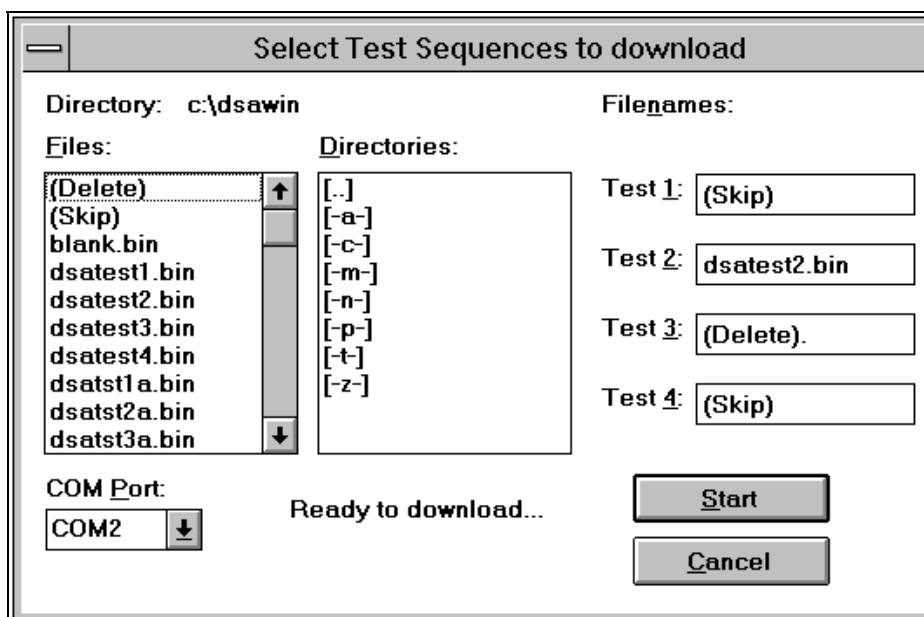 Select Test Sequences to download
Directory: c:\dsawin
Filenames:
Files:
Directories:
(Delete)
(Skip)
blank.bin
dsatest1.bin
dsatest2.bin
dsatest3.bin
dsatest4.bin
dsatst1a.bin
dsatst2a.bin
dsatst3a.bin
[..]
[-a-]
[-c-]
[-m-]
[-n-]
[-p-]
[-t-]
[-z-]
Test 1: (Skip)
Test 2: dsatest2.bin
Test 3: (Delete).
Test 4: (Skip)
COM Port:
COM2
Ready to download...
Start
Cancel